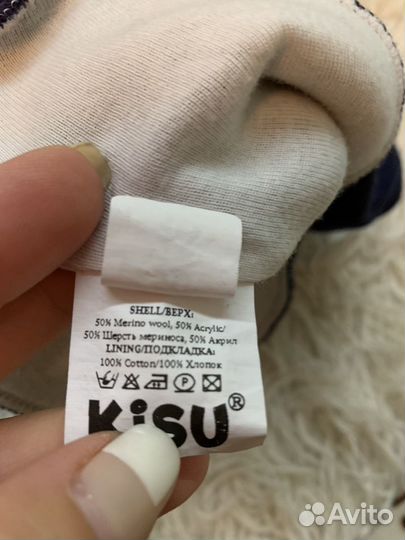 SHELL/ВЕРХ:
50% Merino wool, 50% Acrylic/
50% Шерсть мериноса, 50% Акрил
LINING/ПОДКЛАДКА:
100% Cotton/100% Хлопок
P
KiSU®
Avito